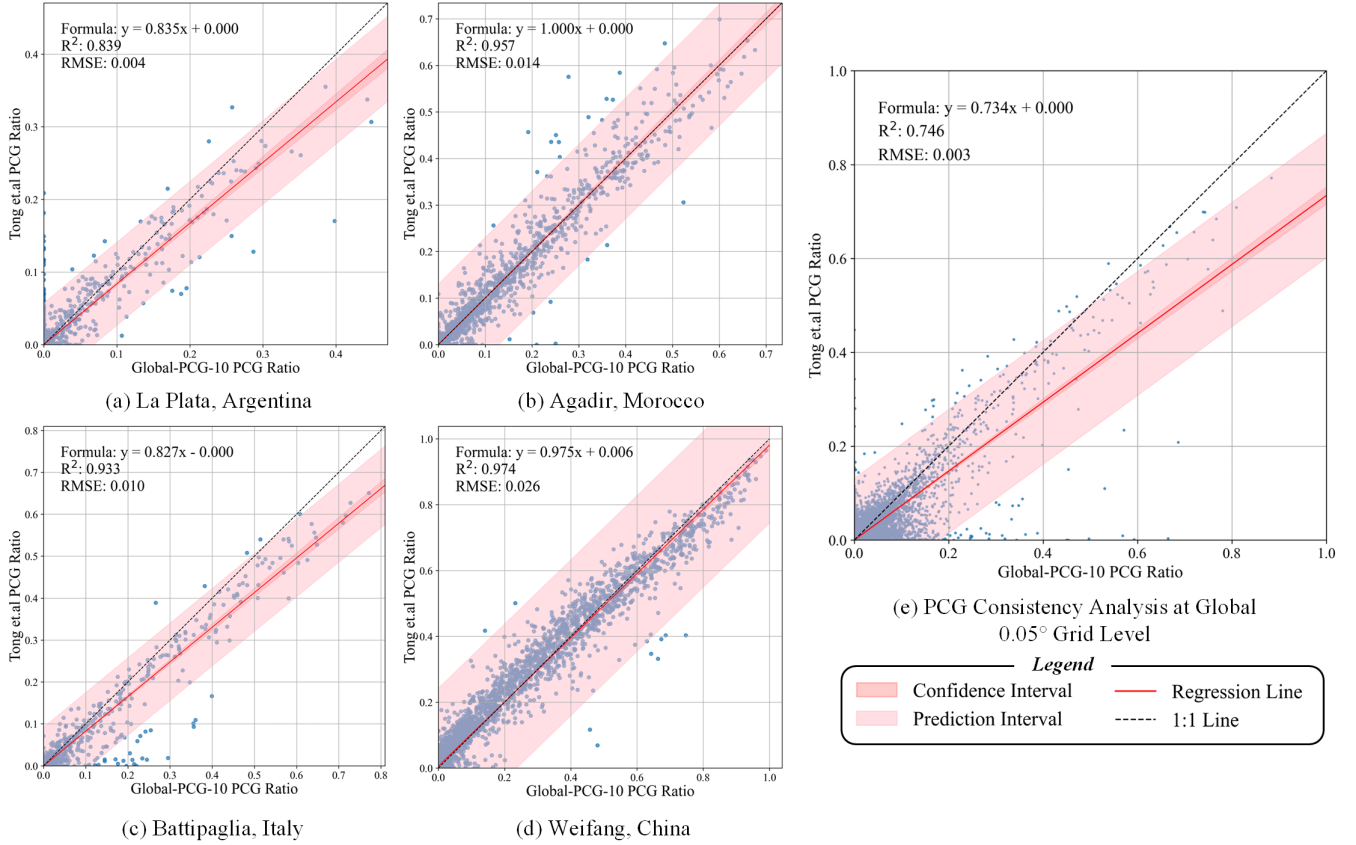 Formula: y = 0.835x + 0.000
R²: 0.839
RMSE: 0.004
0.4
0.3
0.2
0.1
0.0
Tong et.al PCG Ratio
0.0 0.1 0.2 0.3 0.4
Global-PCG-10 PCG Ratio
(a) La Plata, Argentina
Formula: y = 1.000x + 0.000
R²: 0.957
RMSE: 0.014
0.7
0.6
0.5
0.4
0.3
0.2
0.1
0.0
Tong et.al PCG Ratio
0.0 0.1 0.2 0.3 0.4 0.5 0.6 0.7
Global-PCG-10 PCG Ratio
(b) Agadir, Morocco
Formula: y = 0.827x - 0.000
R²: 0.933
RMSE: 0.010
0.8
0.7
0.6
0.5
0.4
0.3
0.2
0.1
0.0
Tong et.al PCG Ratio
0.0 0.1 0.2 0.3 0.4 0.5 0.6 0.7 0.8
Global-PCG-10 PCG Ratio
(c) Battipaglia, Italy
Formula: y = 0.975x + 0.006
R²: 0.974
RMSE: 0.026
1.0
0.8
0.6
0.4
0.2
0.0
Tong et.al PCG Ratio
0.0 0.2 0.4 0.6 0.8 1.0
Global-PCG-10 PCG Ratio
(d) Weifang, China
Formula: y = 0.734x + 0.000
R²: 0.746
RMSE: 0.003
1.0
0.8
0.6
0.4
0.2
0.0
Tong et.al PCG Ratio
0.0 0.2 0.4 0.6 0.8 1.0
Global-PCG-10 PCG Ratio
(e) PCG Consistency Analysis at Global
0.05° Grid Level
Legend
Confidence Interval
Regression Line
Prediction Interval
1:1 Line